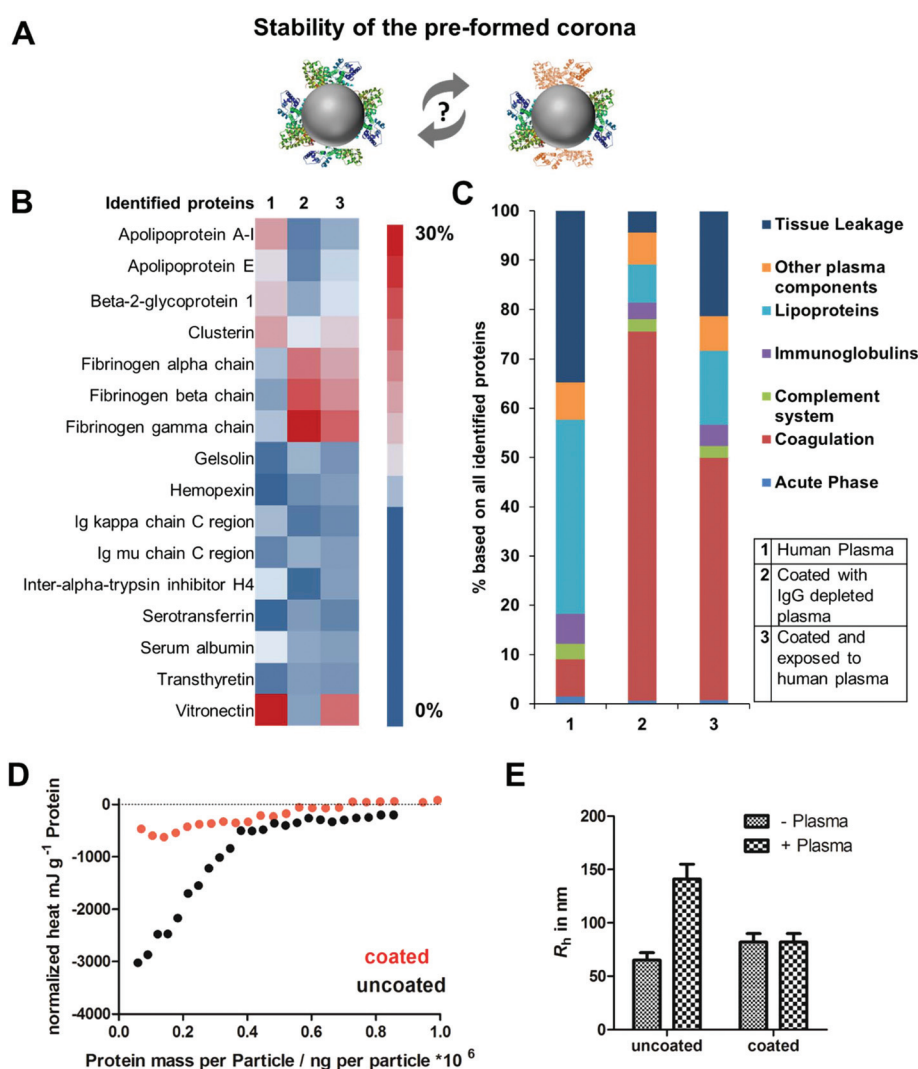 A
Stability of the pre-formed corona
?
B
Identified proteins 1 2 3
Apolipoprotein A-I
Apolipoprotein E
Beta-2-glycoprotein 1
Clusterin
Fibrinogen alpha chain
Fibrinogen beta chain
Fibrinogen gamma chain
Gelsolin
Hemopexin
Ig kappa chain C region
Ig mu chain C region
Inter-alpha-trypsin inhibitor H4
Serotransferrin
Serum albumin
Transthyretin
Vitronectin
30%
0%
C
% based on all identified proteins
100
90
80
70
60
50
40
30
20
10
0
1 2 3
Tissue Leakage
Other plasma
components
Lipoproteins
Immunoglobulins
Complement
system
Coagulation
Acute Phase
1 Human Plasma
2 Coated with
IgG depleted
plasma
3 Coated and
exposed to
human plasma
D
normalized heat mJ g⁻¹ Protein
0
-1000
-2000
-3000
-4000
coated
uncoated
0.0 0.2 0.4 0.6 0.8 1.0
Protein mass per Particle / ng per particle *10 ⁶
E
Rh in nm
200
150
100
50
0
- Plasma
+ Plasma
uncoated coated